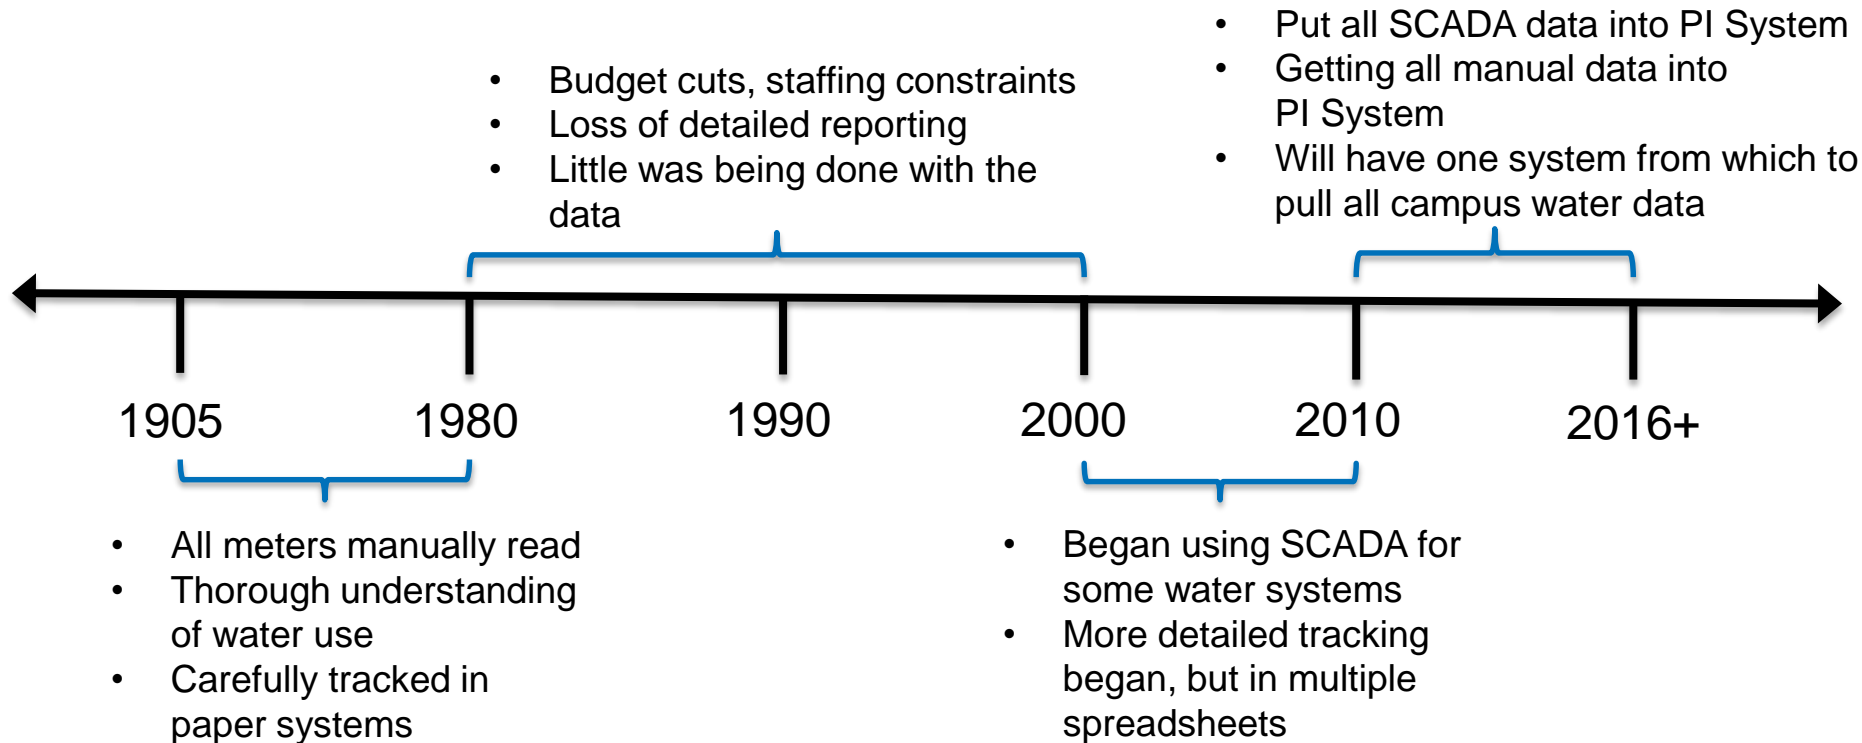 • Put all SCADA data into PI System
• Getting all manual data into
PI System
• Will have one system from which to
pull all campus water data
• Budget cuts, staffing constraints
• Loss of detailed reporting
• Little was being done with the
data
1905
1980
1990
2000
2010
2016+
• All meters manually read
• Thorough understanding
of water use
• Carefully tracked in
paper systems
• Began using SCADA for
some water systems
• More detailed tracking
began, but in multiple
spreadsheets